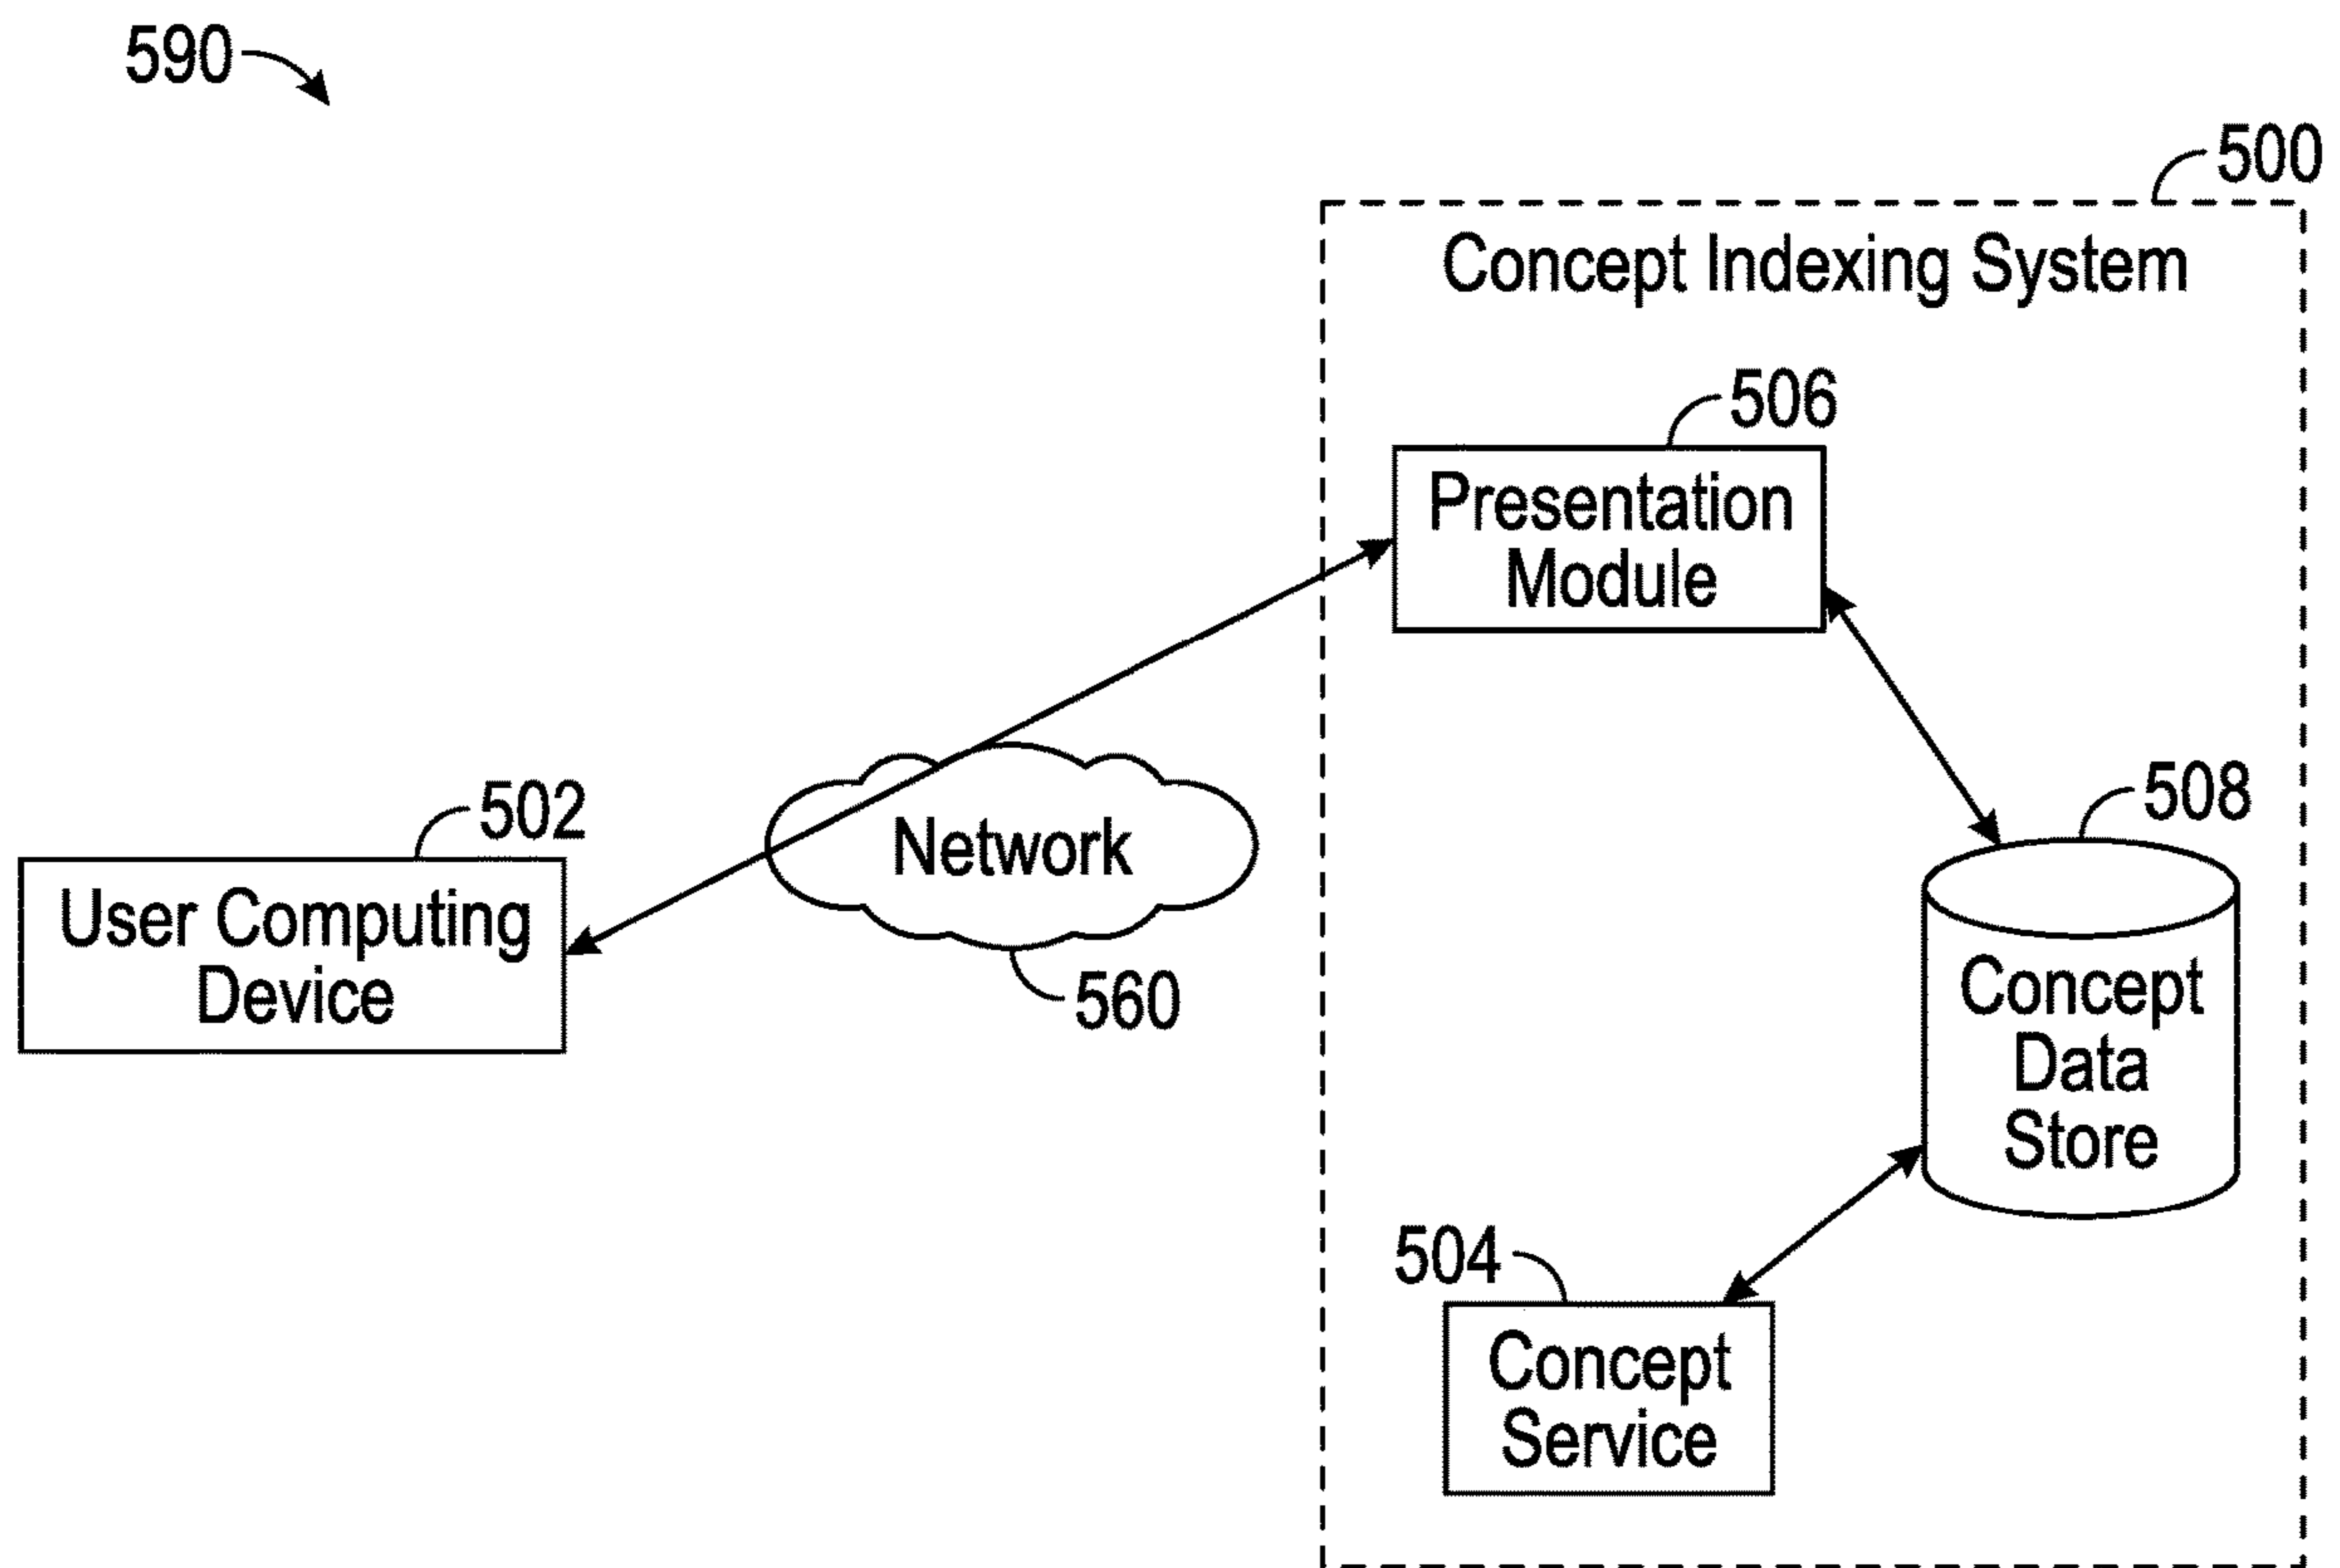 590
500
Concept Indexing System
506
Presentation
Module
508
502
Network
User Computing
Device
560
Concept
Data
Store
504
Concept
Service